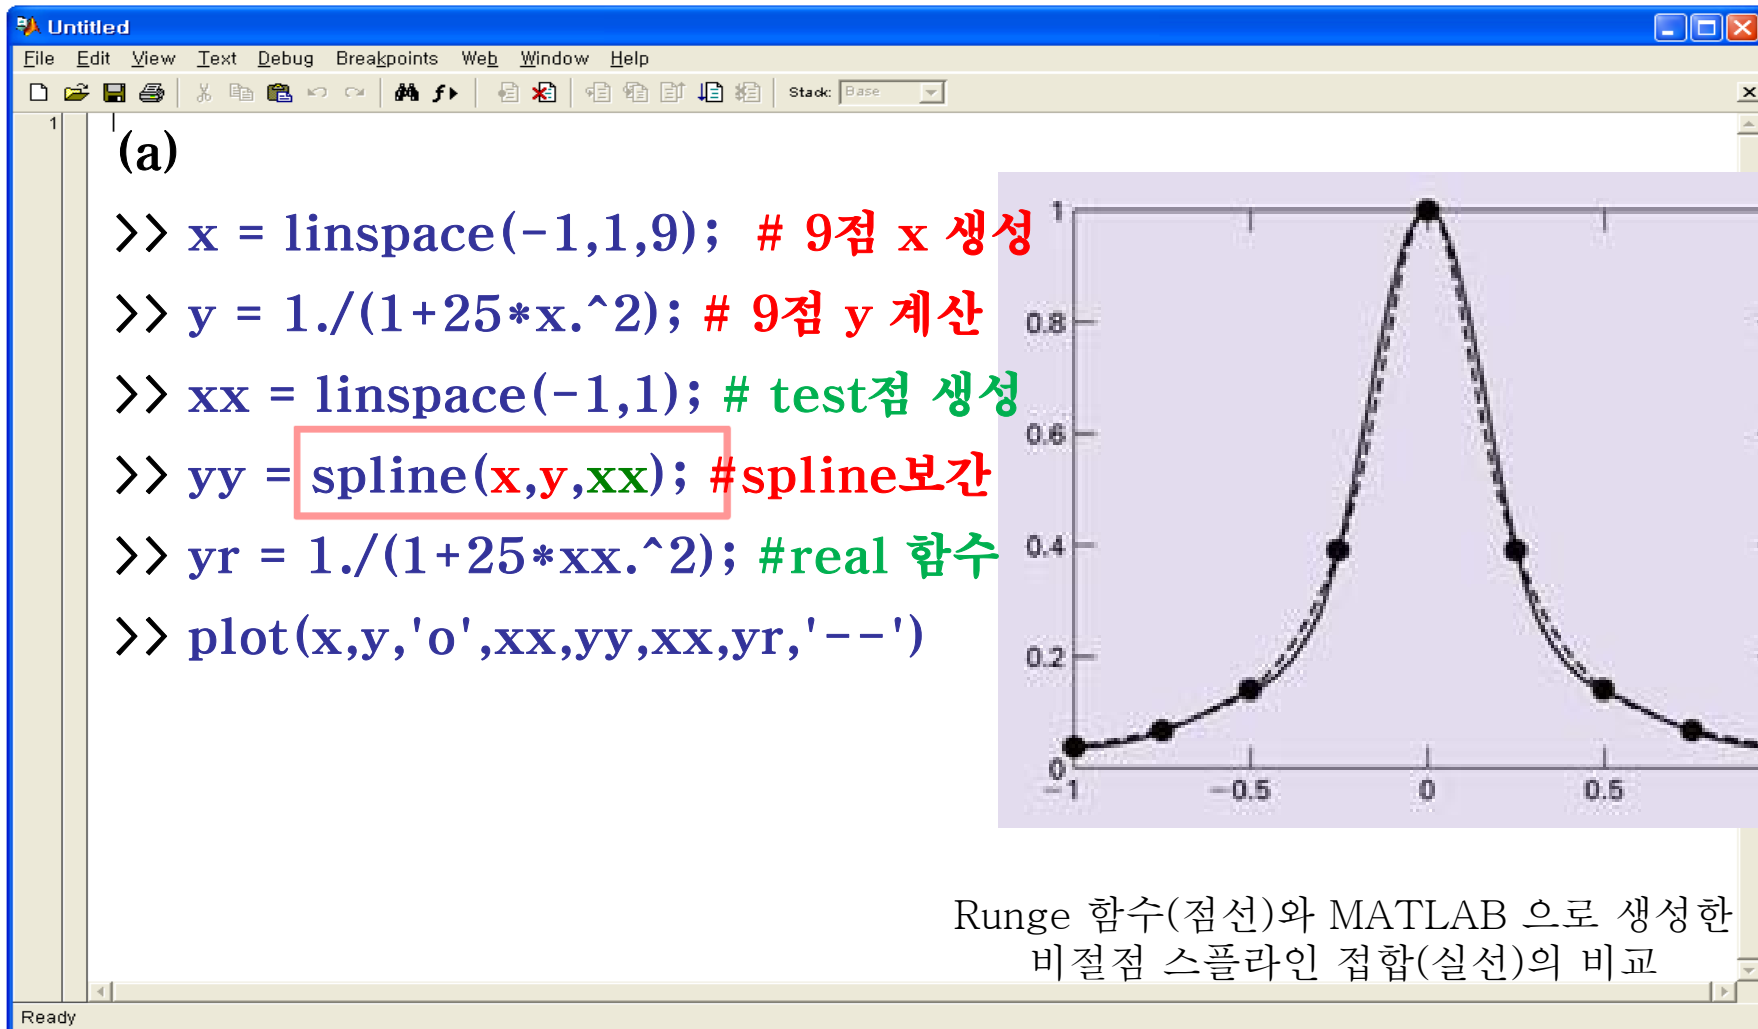 Untitled
File Edit View Text Debug Breakpoints Web Window Help
Stack: Base
1
(a)
>> x = linspace(-1,1,9); # 9점 x 생성
>> y = 1./(1+25*x.^2); # 9점 y 계산
>> xx = linspace(-1,1); # test점 생성
>> yy = spline(x,y,xx); #spline보간
>> yr = 1./(1+25*xx.^2); #real 함수
>> plot(x,y,'o',xx,yy,xx,yr,'--')
1
0.8
0.6
0.4
0.2
0
-1 -0.5 0 0.5
Runge 함수(점선)와 MATLAB 으로 생성한
비절점 스플라인 접합(실선)의 비교
Ready